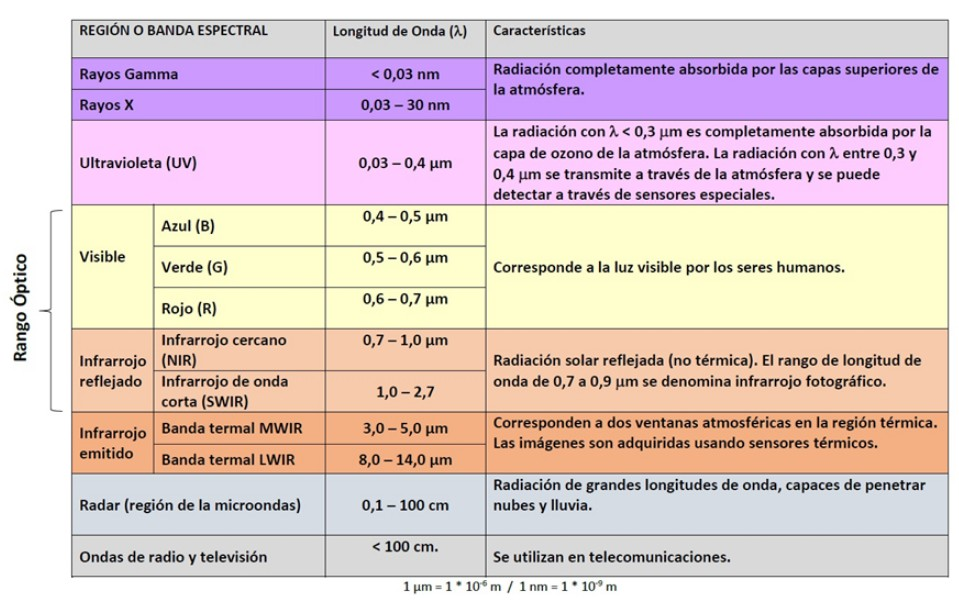 REGIÓN O BANDA ESPECTRAL
Longitud de Onda (λ)
Características
Rayos Gamma
< 0,03 nm
Radiación completamente absorbida por las capas superiores de
la atmósfera.
Rayos X
0,03 – 30 nm
Ultravioleta (UV)
0,03 – 0,4 μm
La radiación con λ < 0,3 μm es completamente absorbida por la
capa de ozono de la atmósfera. La radiación con λ entre 0,3 y
0,4 μm se transmite a través de la atmósfera y se puede
detectar a través de sensores especiales.
Rango Óptico
Visible
Azul (B)
0,4 – 0,5 μm
Verde (G)
0,5 – 0,6 μm
Rojo (R)
0,6 – 0,7 μm
Corresponde a la luz visible por los seres humanos.
Infrarrojo
reflejado
Infrarrojo cercano
(NIR)
0,7 – 1,0 μm
Infrarrojo de onda
corta (SWIR)
1,0 – 2,7
Radiación solar reflejada (no térmica). El rango de longitud de
onda de 0,7 a 0,9 μm se denomina infrarrojo fotográfico.
Infrarrojo
emitido
Banda termal MWIR
3,0 – 5,0 μm
Banda termal LWIR
8,0 – 14,0 μm
Corresponden a dos ventanas atmosféricas en la región térmica.
Las imágenes son adquiridas usando sensores térmicos.
Radar (región de la microondas)
0,1 – 100 cm
Radiación de grandes longitudes de onda, capaces de penetrar
nubes y lluvia.
Ondas de radio y televisión
< 100 cm.
Se utilizan en telecomunicaciones.
1 μm = 1 * 10⁻⁶ m / 1 nm = 1 * 10⁻⁹ m